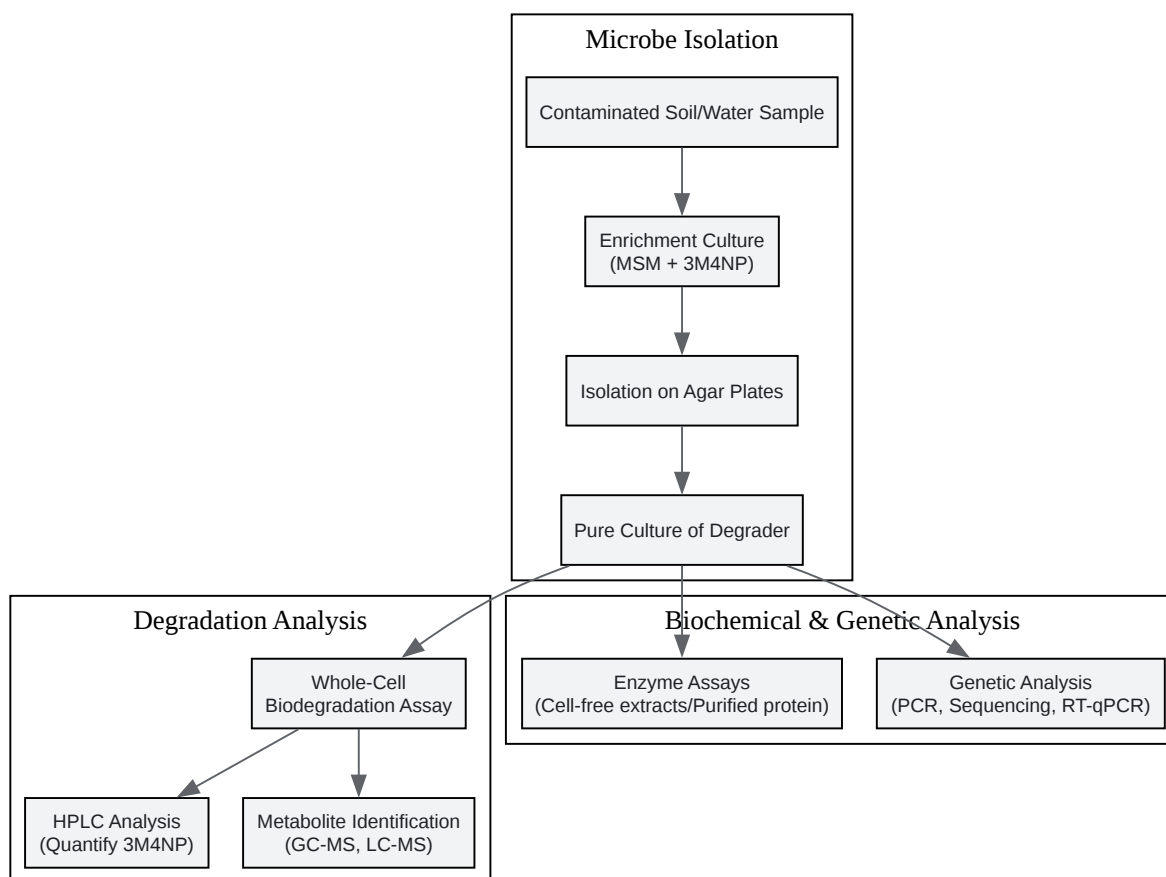 Microbe Isolation
Contaminated Soil/Water Sample
Enrichment Culture
(MSM + 3M4NP)
Isolation on Agar Plates
Pure Culture of Degrader
Degradation Analysis
Whole-Cell
Biodegradation Assay
HPLC Analysis
(Quantify 3M4NP)
Metabolite Identification
(GC-MS, LC-MS)
Biochemical & Genetic Analysis
Enzyme Assays
(Cell-free extracts/Purified protein)
Genetic Analysis
(PCR, Sequencing, RT-qPCR)